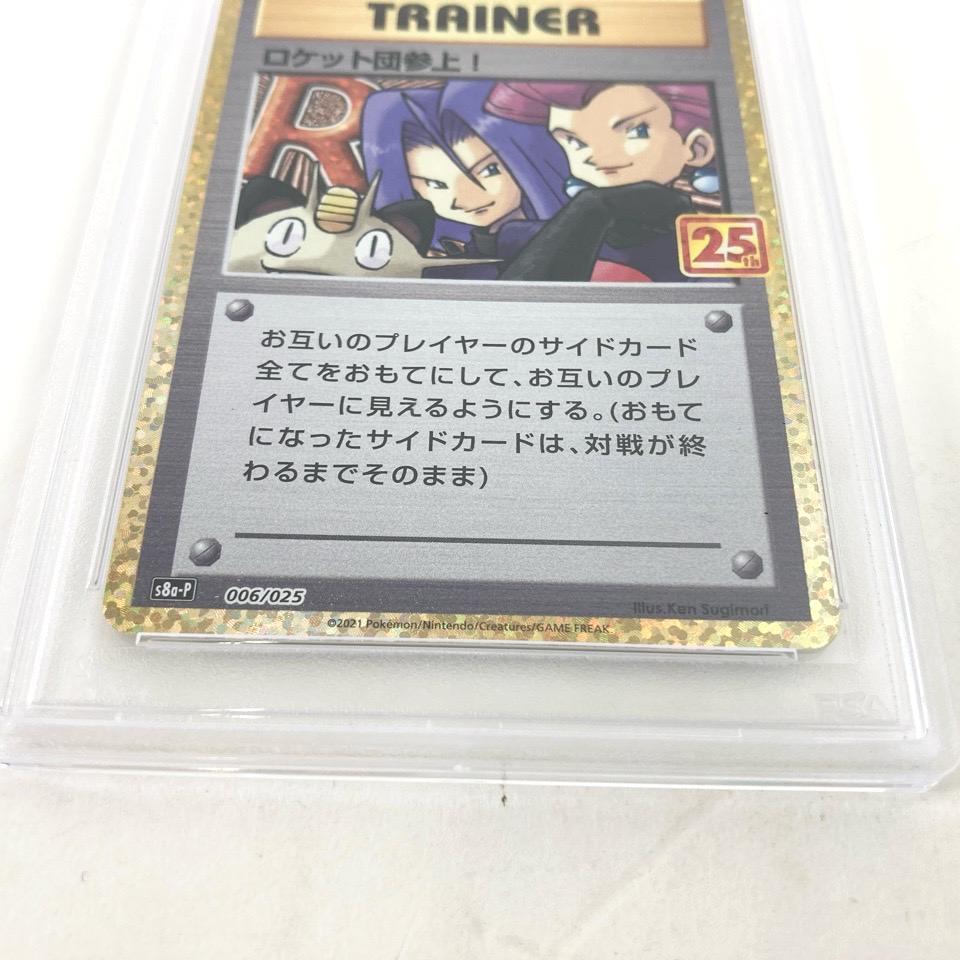 TRAINER
ロケット団参上!
R
25th
お互いのプレイヤーのサイドカード
全てをおもてにして、お互いのプレ
イヤーに見えるようにする。(おもて
になったサイドカードは、対戦が終
わるまでそのまま)
s8a-P 006/025
Illus.Ken Sugimori
©2021 Pokémon/Nintendo/Creatures/GAME FREAK.
PSA